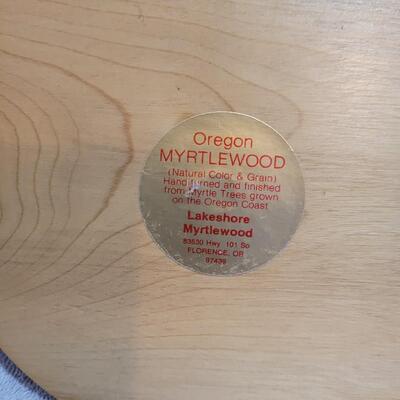 Oregon
MYRTLEWOOD
(Natural Color & Grain)
Hand turned and finished
from Myrtle Trees grown
on the Oregon Coast
Lakeshore
Myrtlewood
83530 Hwy 101 So
FLORENCE, OR
97439